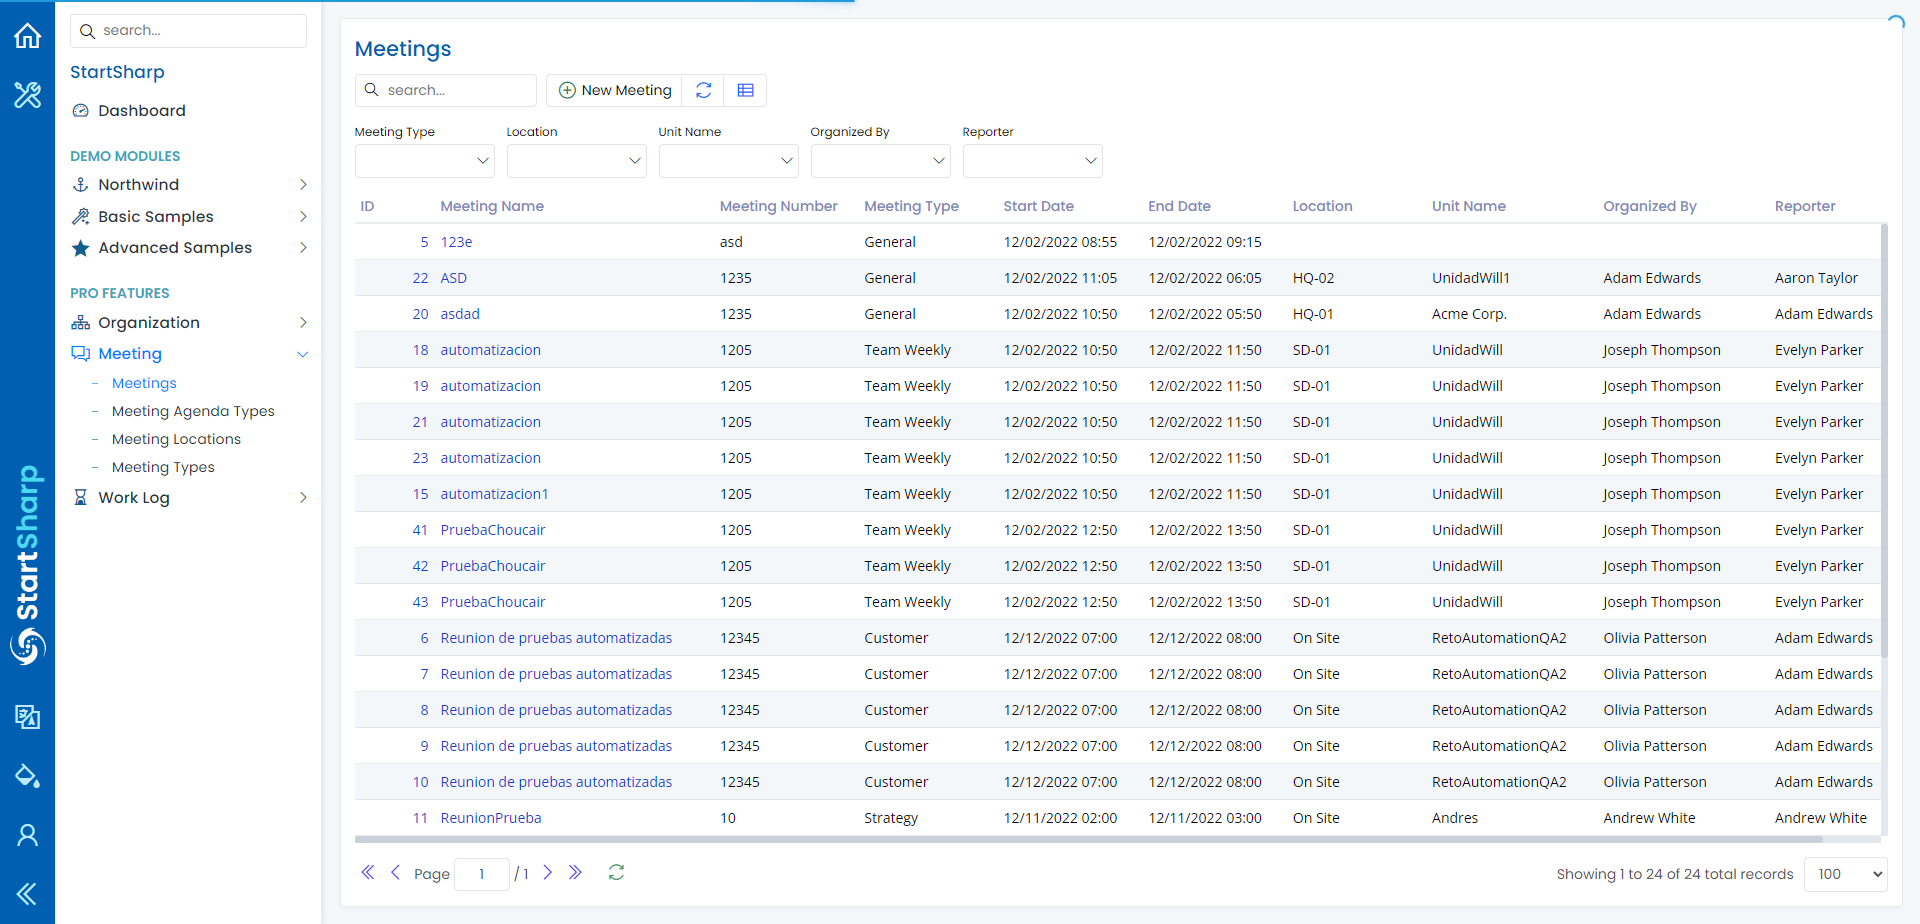 search...
StartSharp
Dashboard
DEMO MODULES
Northwind
Basic Samples
Advanced Samples
PRO FEATURES
Organization
Meeting
Meetings
Meeting Agenda Types
Meeting Locations
Meeting Types
Work Log
StartSharp
Meetings
search...
New Meeting
Meeting Type Location Unit Name Organized By Reporter
ID Meeting Name Meeting Number Meeting Type Start Date End Date Location Unit Name Organized By Reporter
5 123e asd General 12/02/2022 08:55 12/02/2022 09:15
22 ASD 1235 General 12/02/2022 11:05 12/02/2022 06:05 HQ-02 UnidadWill1 Adam Edwards Aaron Taylor
20 asdad 1235 General 12/02/2022 10:50 12/02/2022 05:50 HQ-01 Acme Corp. Adam Edwards Adam Edwards
18 automatizacion 1205 Team Weekly 12/02/2022 10:50 12/02/2022 11:50 SD-01 UnidadWill Joseph Thompson Evelyn Parker
19 automatizacion 1205 Team Weekly 12/02/2022 10:50 12/02/2022 11:50 SD-01 UnidadWill Joseph Thompson Evelyn Parker
21 automatizacion 1205 Team Weekly 12/02/2022 10:50 12/02/2022 11:50 SD-01 UnidadWill Joseph Thompson Evelyn Parker
23 automatizacion 1205 Team Weekly 12/02/2022 10:50 12/02/2022 11:50 SD-01 UnidadWill Joseph Thompson Evelyn Parker
15 automatizacion1 1205 Team Weekly 12/02/2022 10:50 12/02/2022 11:50 SD-01 UnidadWill Joseph Thompson Evelyn Parker
41 PruebaChoucair 1205 Team Weekly 12/02/2022 12:50 12/02/2022 13:50 SD-01 UnidadWill Joseph Thompson Evelyn Parker
42 PruebaChoucair 1205 Team Weekly 12/02/2022 12:50 12/02/2022 13:50 SD-01 UnidadWill Joseph Thompson Evelyn Parker
43 PruebaChoucair 1205 Team Weekly 12/02/2022 12:50 12/02/2022 13:50 SD-01 UnidadWill Joseph Thompson Evelyn Parker
6 Reunion de pruebas automatizadas 12345 Customer 12/12/2022 07:00 12/12/2022 08:00 On Site RetoAutomationQA2 Olivia Patterson Adam Edwards
7 Reunion de pruebas automatizadas 12345 Customer 12/12/2022 07:00 12/12/2022 08:00 On Site RetoAutomationQA2 Olivia Patterson Adam Edwards
8 Reunion de pruebas automatizadas 12345 Customer 12/12/2022 07:00 12/12/2022 08:00 On Site RetoAutomationQA2 Olivia Patterson Adam Edwards
9 Reunion de pruebas automatizadas 12345 Customer 12/12/2022 07:00 12/12/2022 08:00 On Site RetoAutomationQA2 Olivia Patterson Adam Edwards
10 Reunion de pruebas automatizadas 12345 Customer 12/12/2022 07:00 12/12/2022 08:00 On Site RetoAutomationQA2 Olivia Patterson Adam Edwards
11 ReunionPrueba 10 Strategy 12/11/2022 02:00 12/11/2022 03:00 On Site Andres Andrew White Andrew White
Page 1 / 1
Showing 1 to 24 of 24 total records 100